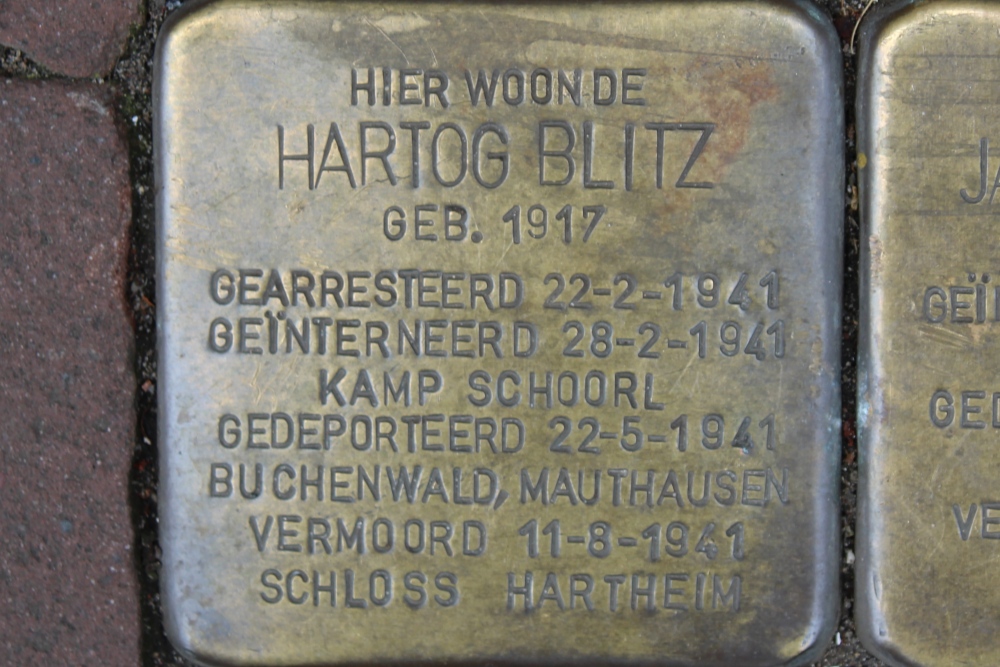 HIER WOONDE
HARTOG BLITZ
GEB. 1917
GEARRESTEERD 22-2-1941
GEÏNTERNEERD 28-2-1941
KAMP SCHOORL
GEDEPORTEERD 22-5-1941
BUCHENWALD, MAUTHAUSEN
VERMOORD 11-8-1941
SCHLOSS HARTHEIM